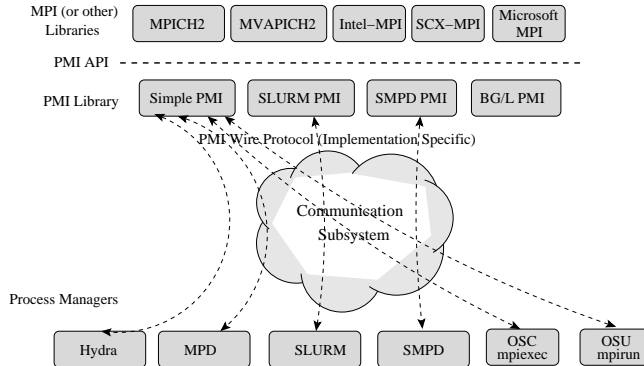 MPI (or other)
Libraries
MPICH2
MVAPICH2
Intel−MPI
SCX−MPI
Microsoft
MPI
PMI API
PMI Library
Simple PMI
SLURM PMI
SMPD PMI
BG/L PMI
PMI Wire Protocol (Implementation Specific)
Communication
Subsystem
Process Managers
Hydra
MPD
SLURM
SMPD
OSC
mpiexec
OSU
mpirun